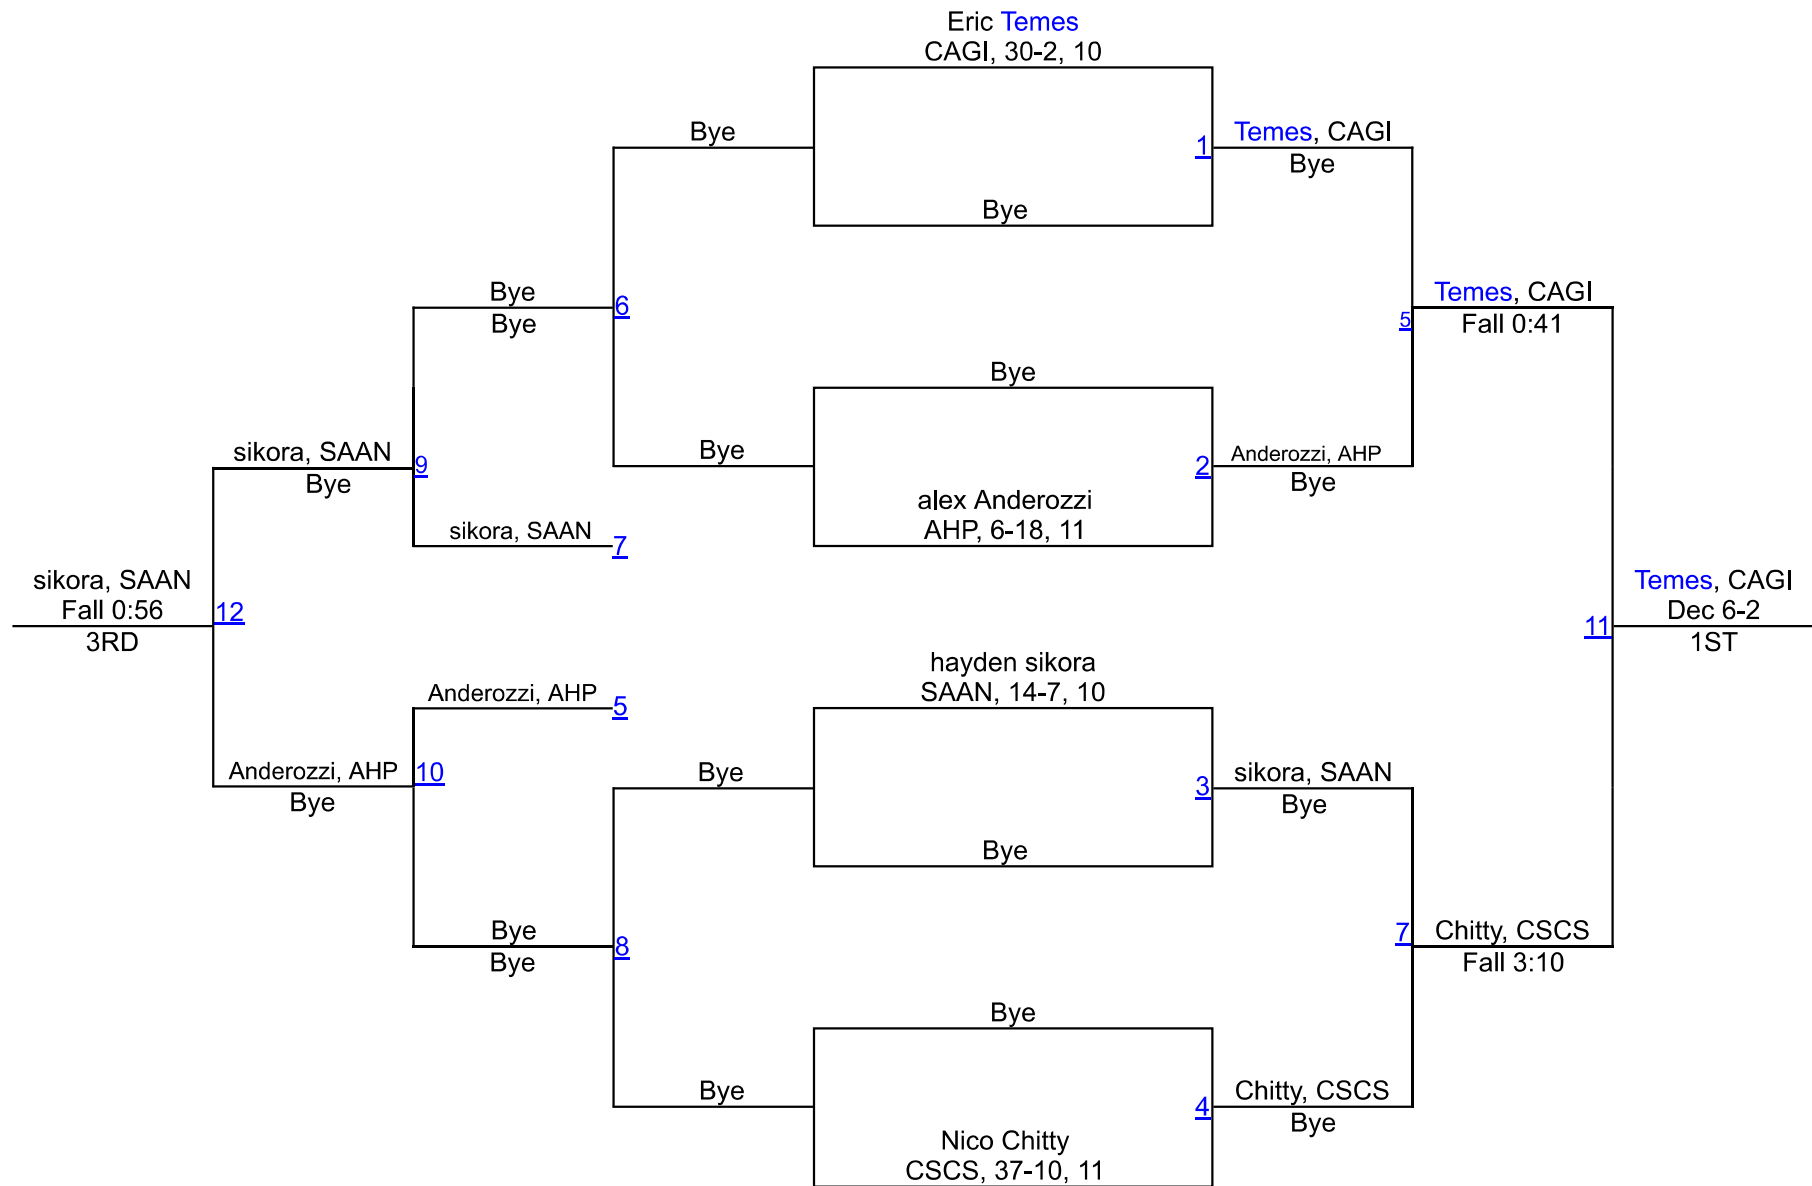 Eric Temes
CAGI, 30-2, 10
Bye
1
Temes, CAGI
Bye
Bye
Bye
Bye
6
Temes, CAGI
5
Fall 0:41
Bye
sikora, SAAN
Bye
9
Bye
2
Anderozzi, AHP
Bye
alex Anderozzi
AHP, 6-18, 11
sikora, SAAN
7
sikora, SAAN
Fall 0:56
3RD
12
Temes, CAGI
Dec 6-2
1ST
11
hayden sikora
SAAN, 14-7, 10
Anderozzi, AHP
5
Anderozzi, AHP
Bye
10
Bye
3
sikora, SAAN
Bye
Bye
Bye
Bye
8
7
Chitty, CSCS
Fall 3:10
Bye
Bye
4
Chitty, CSCS
Bye
Nico Chitty
CSCS, 37-10, 11